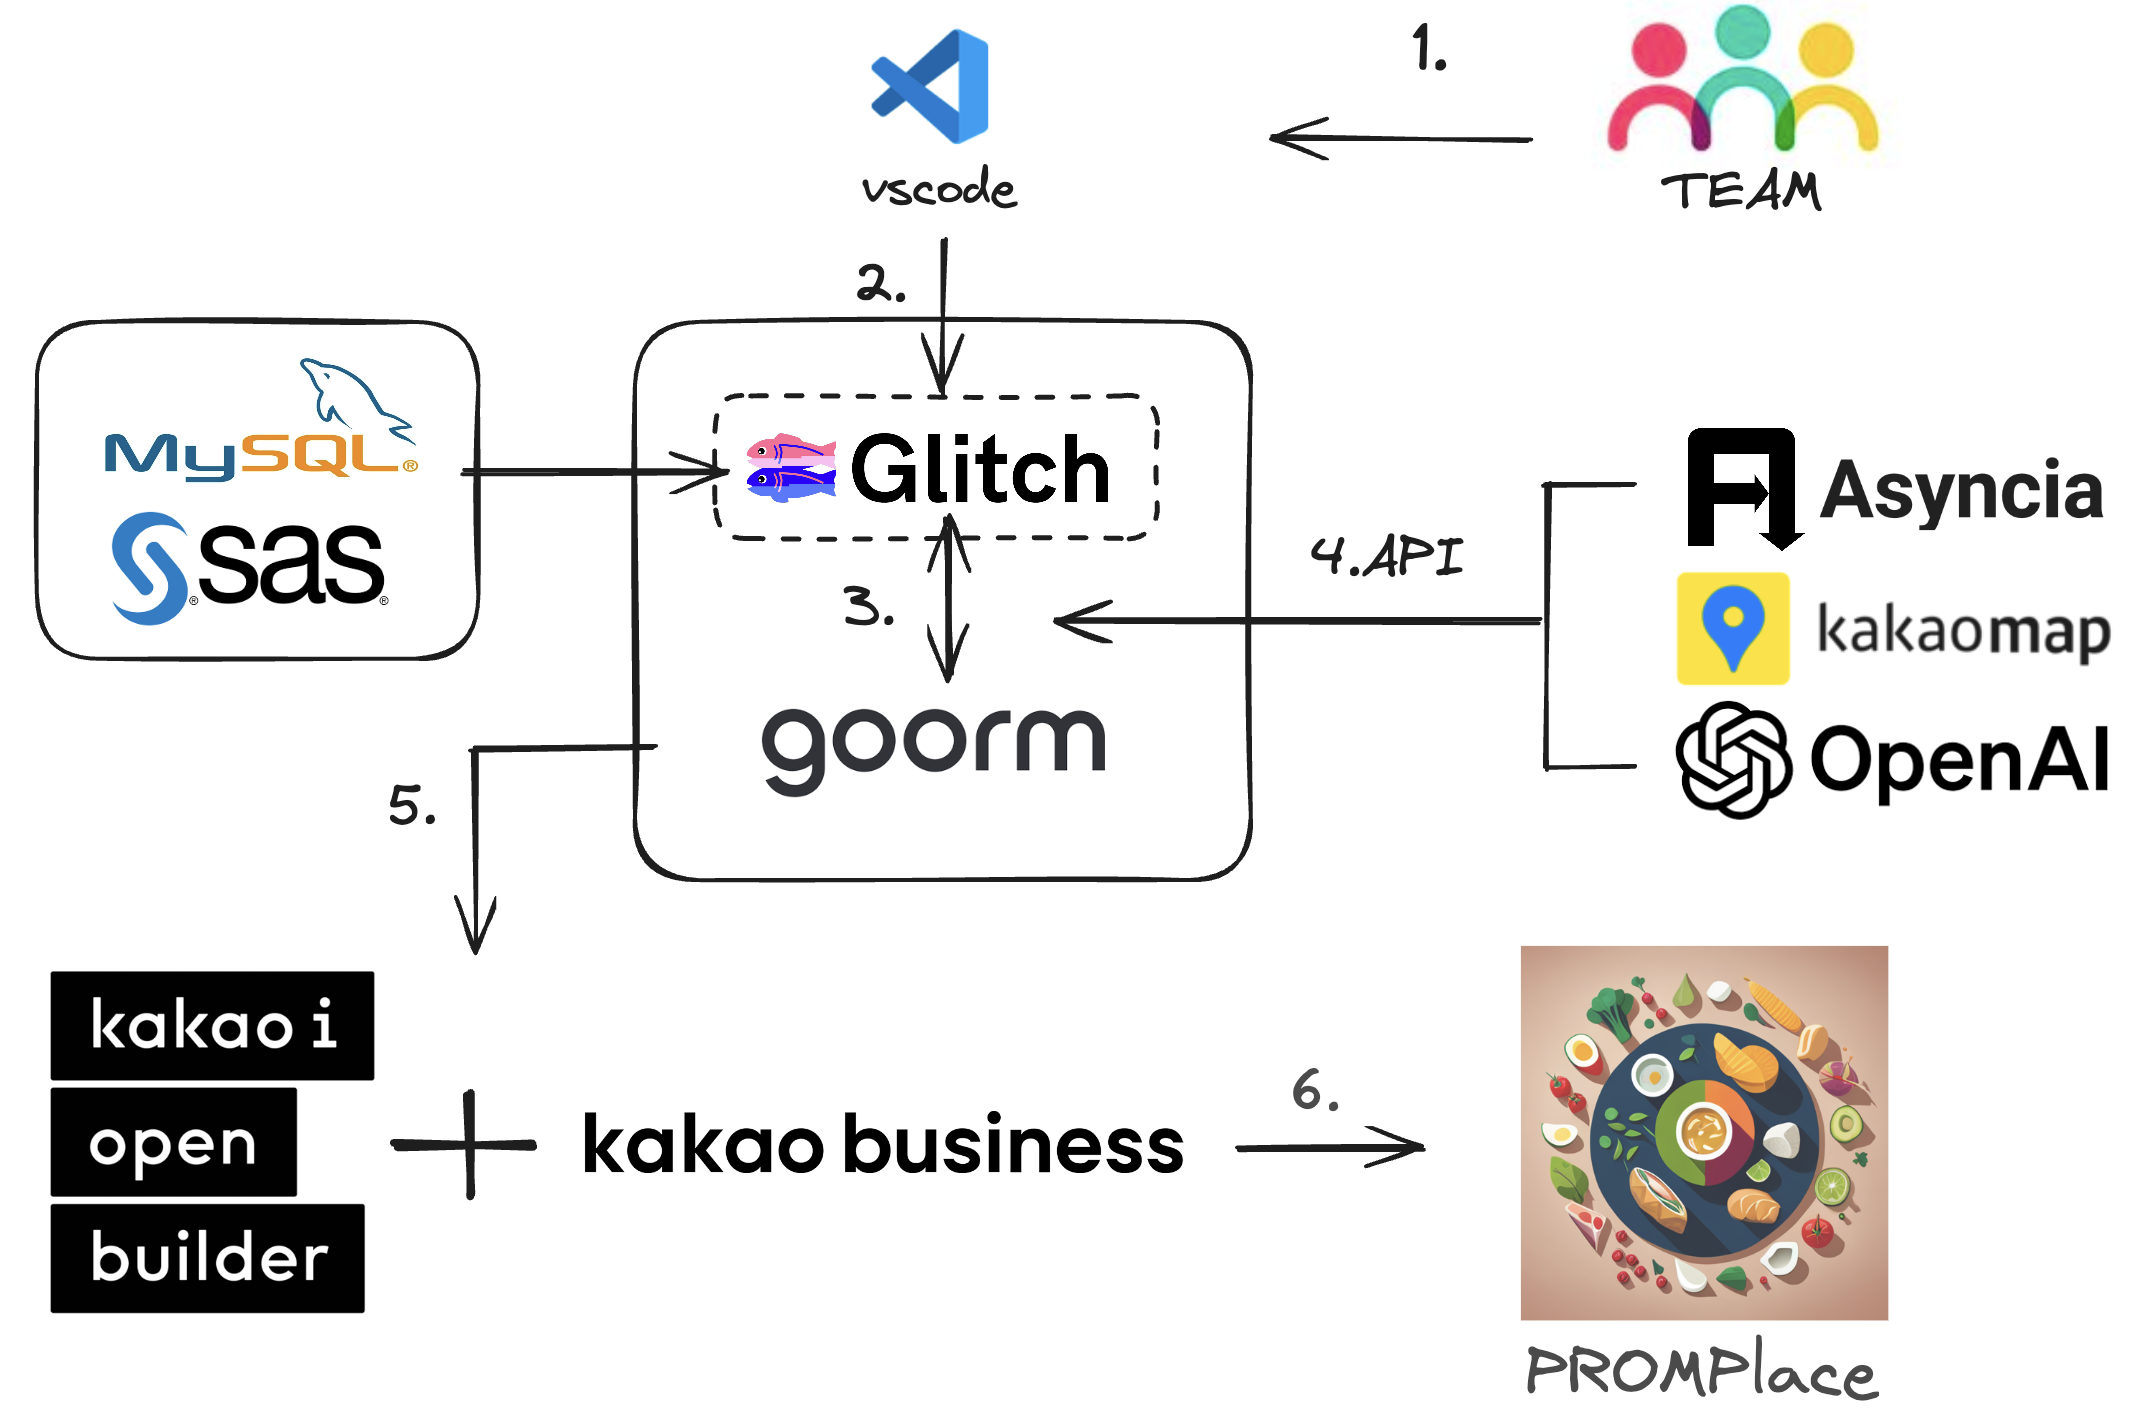 1.
TEAM
vscode
2.
MySQL®
sas®
Glitch
3.
goorm
4.API
Asyncia
kakaomap
OpenAI
5.
kakao i
open
builder
kakao business
6.
PROMPlace